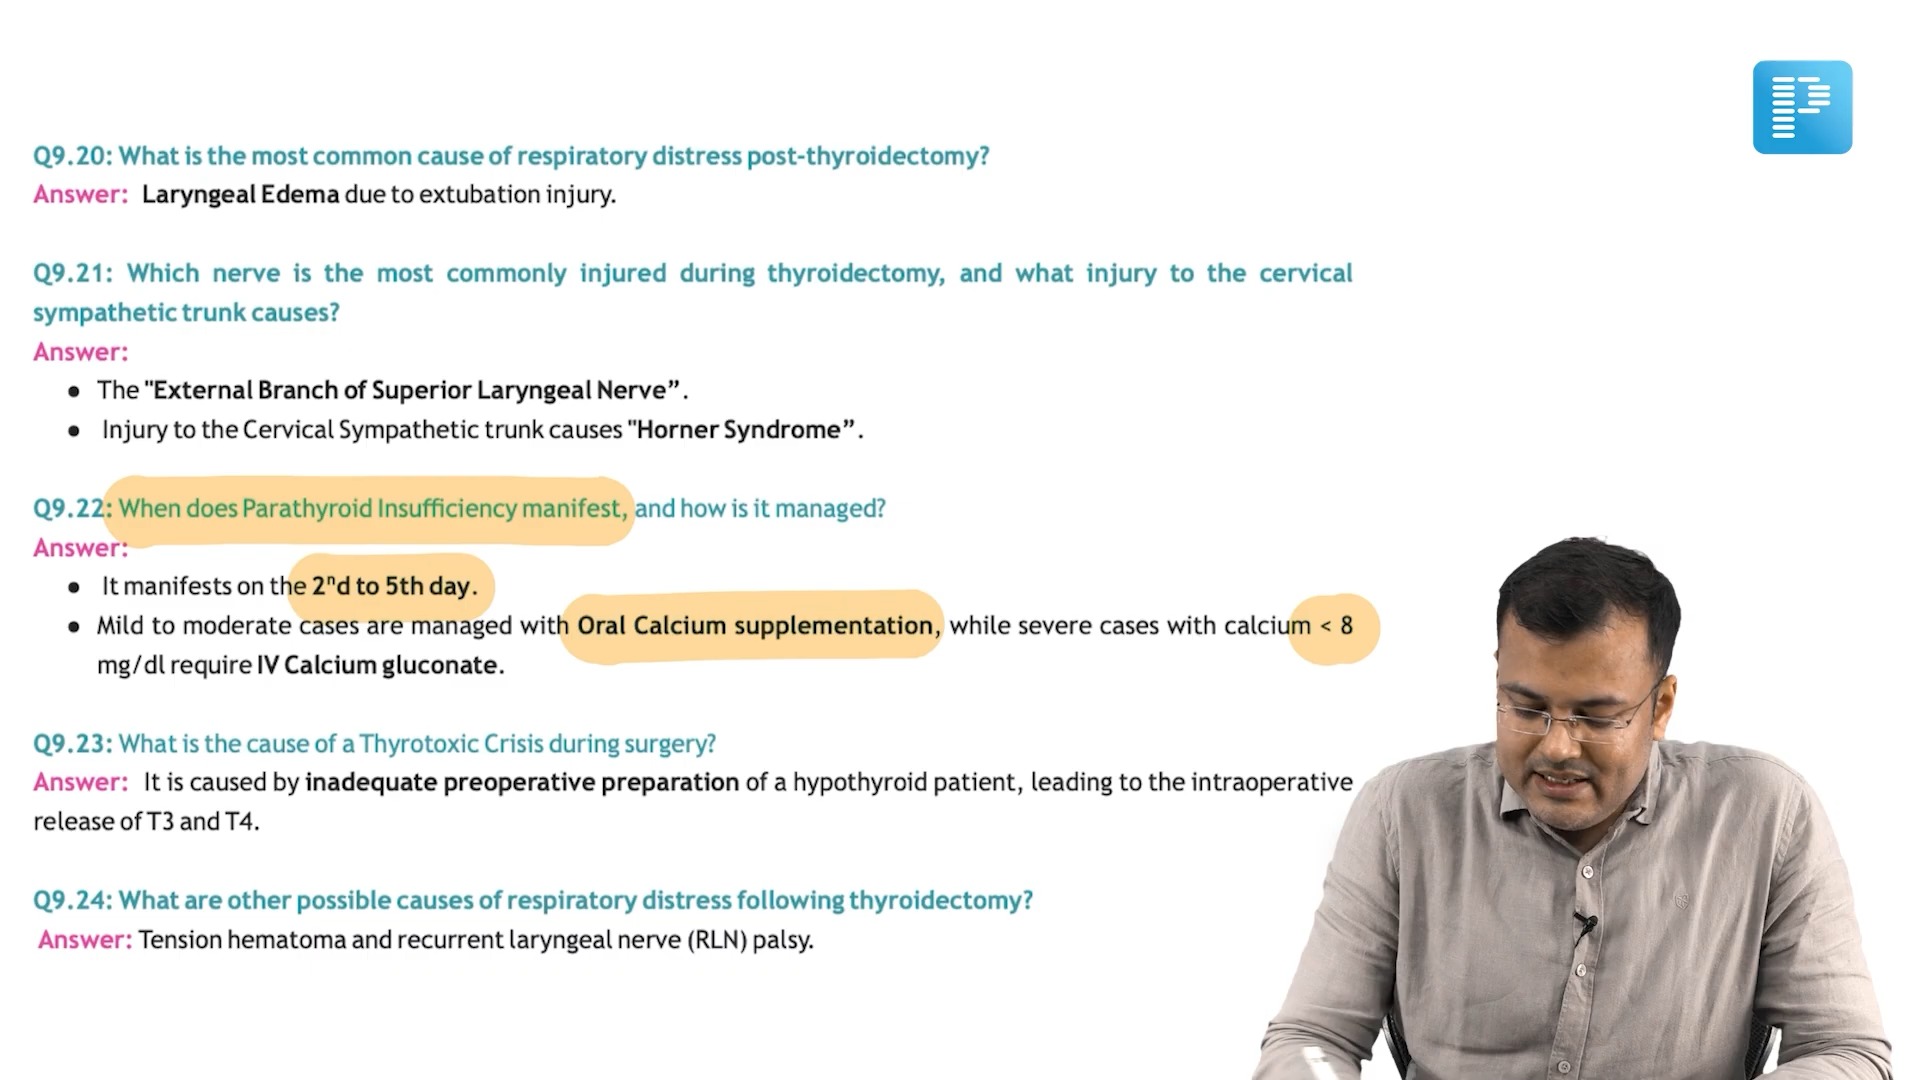 Q9.20: What is the most common cause of respiratory distress post-thyroidectomy?
Answer: Laryngeal Edema due to extubation injury.
Q9.21: Which nerve is the most commonly injured during thyroidectomy, and what injury to the cervical
sympathetic trunk causes?
Answer:
● The "External Branch of Superior Laryngeal Nerve”.
● Injury to the Cervical Sympathetic trunk causes "Horner Syndrome”.
Q9.22: When does Parathyroid Insufficiency manifest, and how is it managed?
Answer:
● It manifests on the 2ⁿd to 5th day.
● Mild to moderate cases are managed with Oral Calcium supplementation, while severe cases with calcium < 8
mg/dl require IV Calcium gluconate.
Q9.23: What is the cause of a Thyrotoxic Crisis during surgery?
Answer: It is caused by inadequate preoperative preparation of a hypothyroid patient, leading to the intraoperative
release of T3 and T4.
Q9.24: What are other possible causes of respiratory distress following thyroidectomy?
Answer: Tension hematoma and recurrent laryngeal nerve (RLN) palsy.